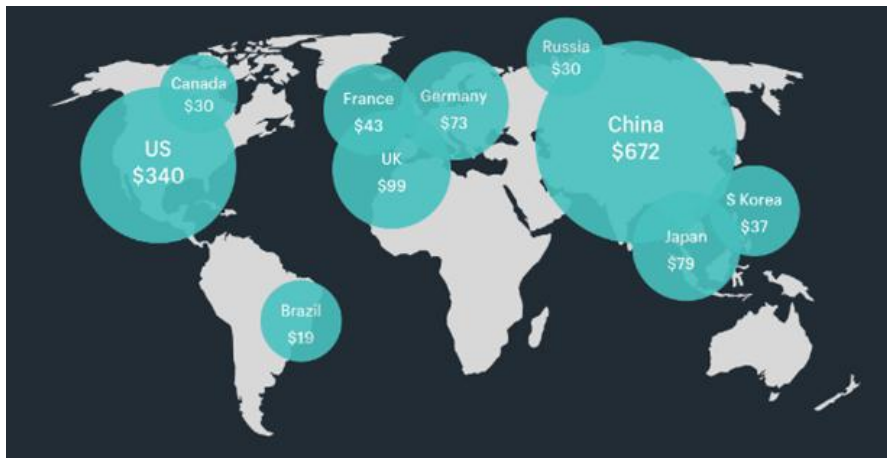 Canada
$30
US
$340
France
$43
Germany
$73
UK
$99
Russia
$30
China
$672
S Korea
$37
Japan
$79
Brazil
$19